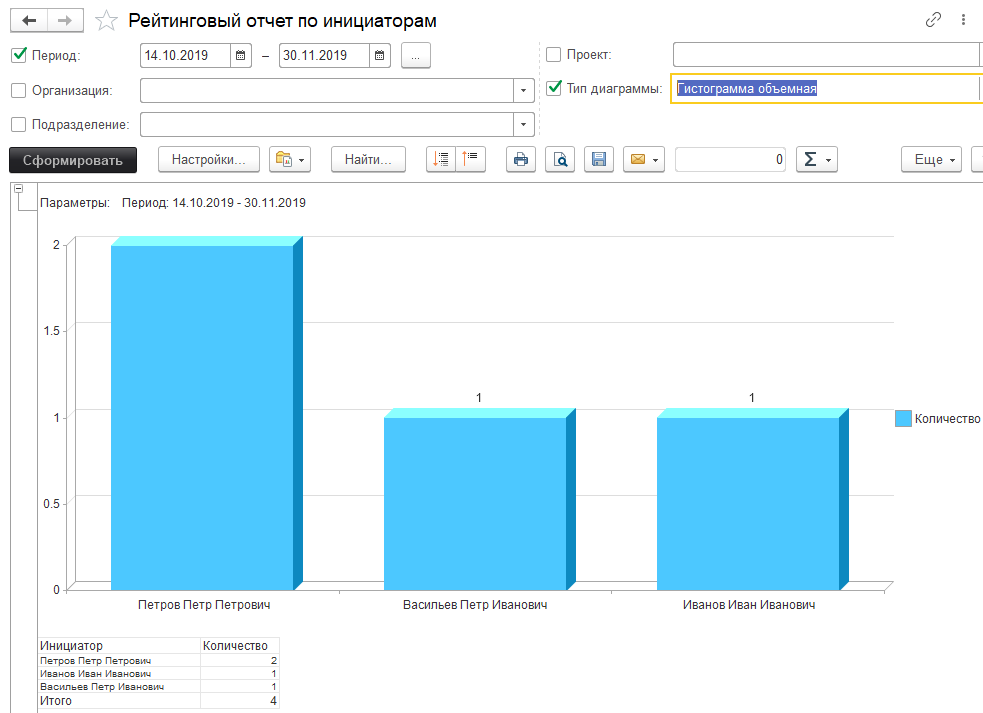 Рейтинговый отчет по инициаторам
Период: 14.10.2019 – 30.11.2019 ... Проект:
Организация: Тип диаграммы: Гистограмма объемная
Подразделение:
Сформировать Настройки... Найти... 0 Σ Еще
Параметры: Период: 14.10.2019 - 30.11.2019
2
1.5
1 1
1
Количество
0.5
0
Петров Петр Петрович Васильев Петр Иванович Иванов Иван Иванович
Инициатор Количество
Петров Петр Петрович 2
Иванов Иван Иванович 1
Васильев Петр Иванович 1
Итого 4